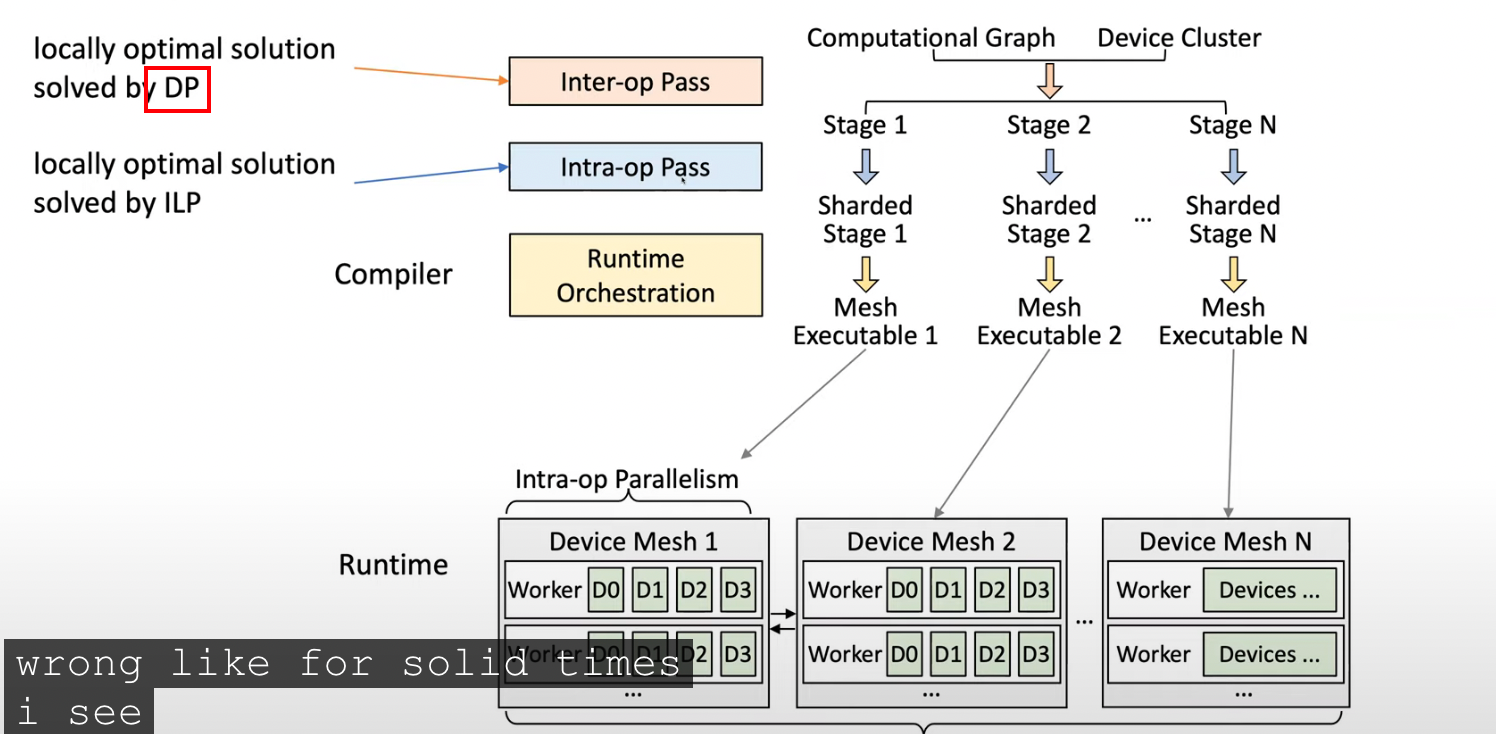 locally optimal solution
solved by DP
locally optimal solution
solved by ILP
Compiler
Inter-op Pass
Intra-op Pass
Runtime
Orchestration
Computational Graph Device Cluster
Stage 1 Stage 2 Stage N
Sharded Sharded Sharded
Stage 1 Stage 2 ... Stage N
Mesh Mesh Mesh
Executable 1 Executable 2 Executable N
Intra-op Parallelism
Runtime
Device Mesh 1
Worker D0 D1 D2 D3
Worker D0 D1 D2 D3
...
Device Mesh 2
Worker D0 D1 D2 D3
Worker D0 D1 D2 D3
...
...
Device Mesh N
Worker Devices ...
Worker Devices ...
...
wrong like for solid times
i see